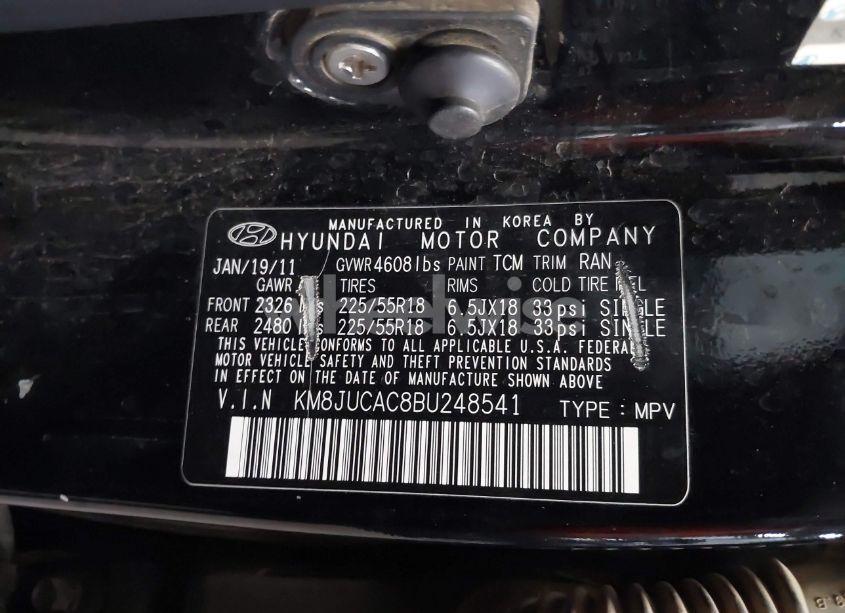 MANUFACTURED IN KOREA BY
HYUNDAI MOTOR COMPANY
JAN/19/11 GVWR 4608lbs PAINT TCM TRIM RAN
GAWR TIRES RIMS COLD TIRE
FRONT 2326 225/55R18 6.5JX18 33psi SINGLE
REAR 2480 225/55R18 6.5JX18 33psi SINGLE
THIS VEHICLE CONFORMS TO ALL APPLICABLE U.S.A. FEDERAL
MOTOR VEHICLE SAFETY AND THEFT PREVENTION STANDARDS
IN EFFECT ON THE DATE OF MANUFACTURE SHOWN ABOVE
V.I.N KM8JUCAC8BU248541 TYPE : MPV